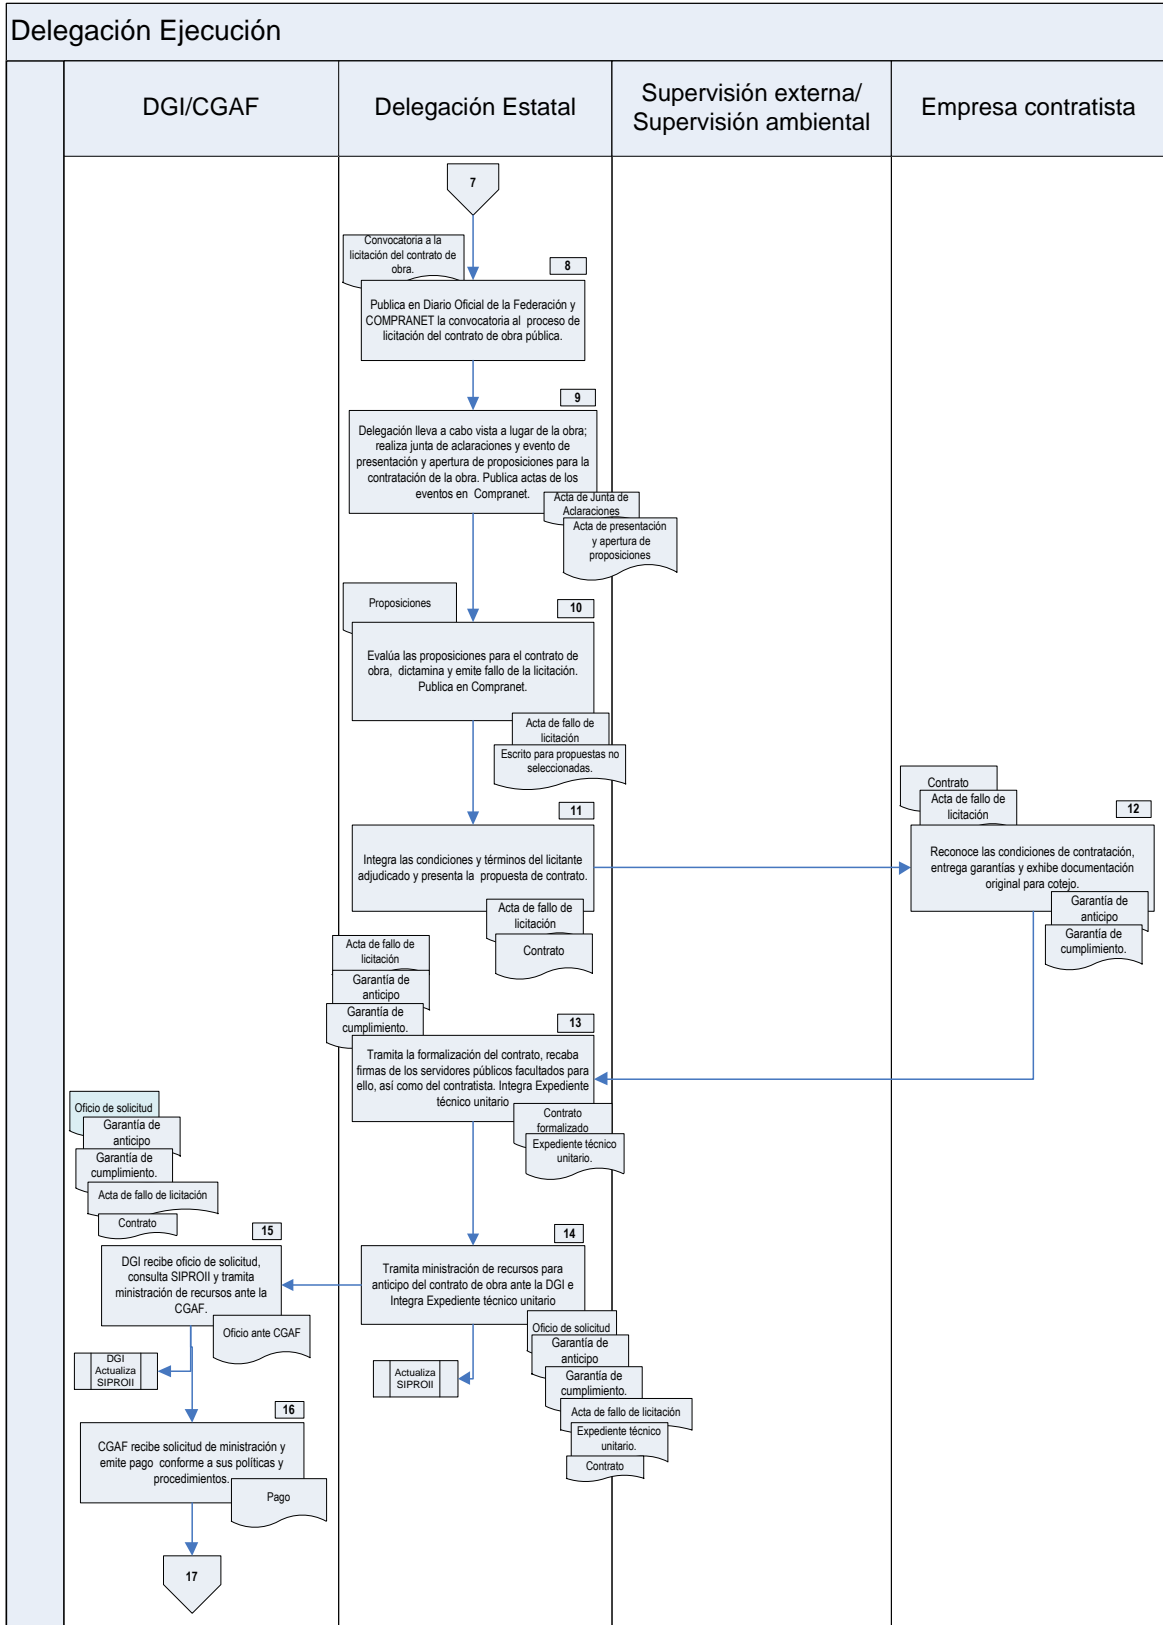 Delegación Ejecución
DGI/CGAF
Delegación Estatal
Supervisión externa/
Supervisión ambiental
Empresa contratista
7
Convocatoria a la
licitación del contrato de
obra.
8
Publica en Diario Oficial de la Federación y
COMPRANET la convocatoria al proceso de
licitación del contrato de obra pública.
9
Delegación lleva a cabo vista a lugar de la obra;
realiza junta de aclaraciones y evento de
presentación y apertura de proposiciones para la
contratación de la obra. Publica actas de los
eventos en Compranet.
Acta de Junta de
Aclaraciones
Acta de presentación
y apertura de
proposiciones
Proposiciones
10
Evalúa las proposiciones para el contrato de
obra, dictamina y emite fallo de la licitación.
Publica en Compranet.
Acta de fallo de
licitación
Escrito para propuestas no
seleccionadas.
11
Integra las condiciones y términos del licitante
adjudicado y presenta la propuesta de contrato.
Acta de fallo de
licitación
Contrato
Contrato
Acta de fallo de
licitación
12
Reconoce las condiciones de contratación,
entrega garantías y exhibe documentación
original para cotejo.
Garantía de
anticipo
Garantía de
cumplimiento.
Acta de fallo de
licitación
Garantía de
anticipo
Garantía de
cumplimiento.
13
Tramita la formalización del contrato, recaba
firmas de los servidores públicos facultados para
ello, así como del contratista. Integra Expediente
técnico unitario
Contrato
formalizado
Expediente técnico
unitario.
14
Tramita ministración de recursos para
anticipo del contrato de obra ante la DGI e
Integra Expediente técnico unitario
Oficio de solicitud
Garantía de
anticipo
Garantía de
cumplimiento.
Acta de fallo de licitación
Expediente técnico
unitario.
Contrato
Actualiza
SIPROII
Oficio de solicitud
Garantía de
anticipo
Garantía de
cumplimiento.
Acta de fallo de licitación
Contrato
15
DGI recibe oficio de solicitud,
consulta SIPROII y tramita
ministración de recursos ante la
CGAF.
Oficio ante CGAF
DGI
Actualiza
SIPROII
16
CGAF recibe solicitud de ministración y
emite pago conforme a sus políticas y
procedimientos.
Pago
17